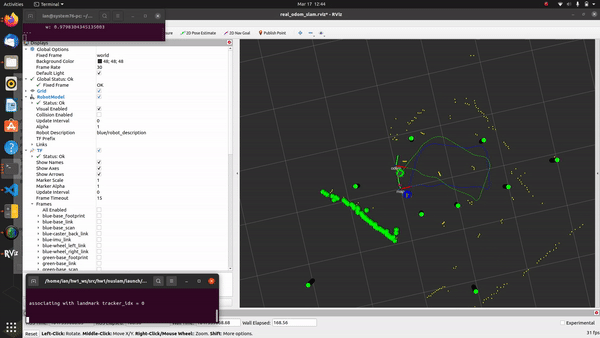 Activities
Terminal
Mar 17 12:44
w: 0.9790384345135083
---
real_odom_slam.rviz* - RViz
2D Pose Estimate
2D Nav Goal
Publish Point
Displays
Global Options
Fixed Frame world
Background Color 48; 48; 48
Frame Rate 30
Default Light
Global Status: Ok
Fixed Frame OK
Grid
RobotModel
Status: Ok
Visual Enabled
Collision Enabled
Update Interval 0
Alpha 1
Robot Description blue/robot_description
TF Prefix
Links
TF
Status: Ok
Show Names
Show Axes
Show Arrows
Marker Scale 1
Marker Alpha 1
Update Interval 0
Frame Timeout 15
Frames
All Enabled
blue-base_footprint
blue-base_link
blue-base_scan
blue-caster_back_link
blue-imu_link
blue-wheel_left_link
blue-wheel_right_link
green-base_footprint
green-base_link
green-base_scan
/home/ian/hw1_ws/src/hw1/nuslam/launch/...
associating with landmark tracker_idx = 0
Wall Elapsed: 168.56
Experimental
Reset Left-Click: Rotate. Middle-Click: Move X/Y. Right-Click/Mouse Wheel: Zoom. Shift: More options.
31 fps